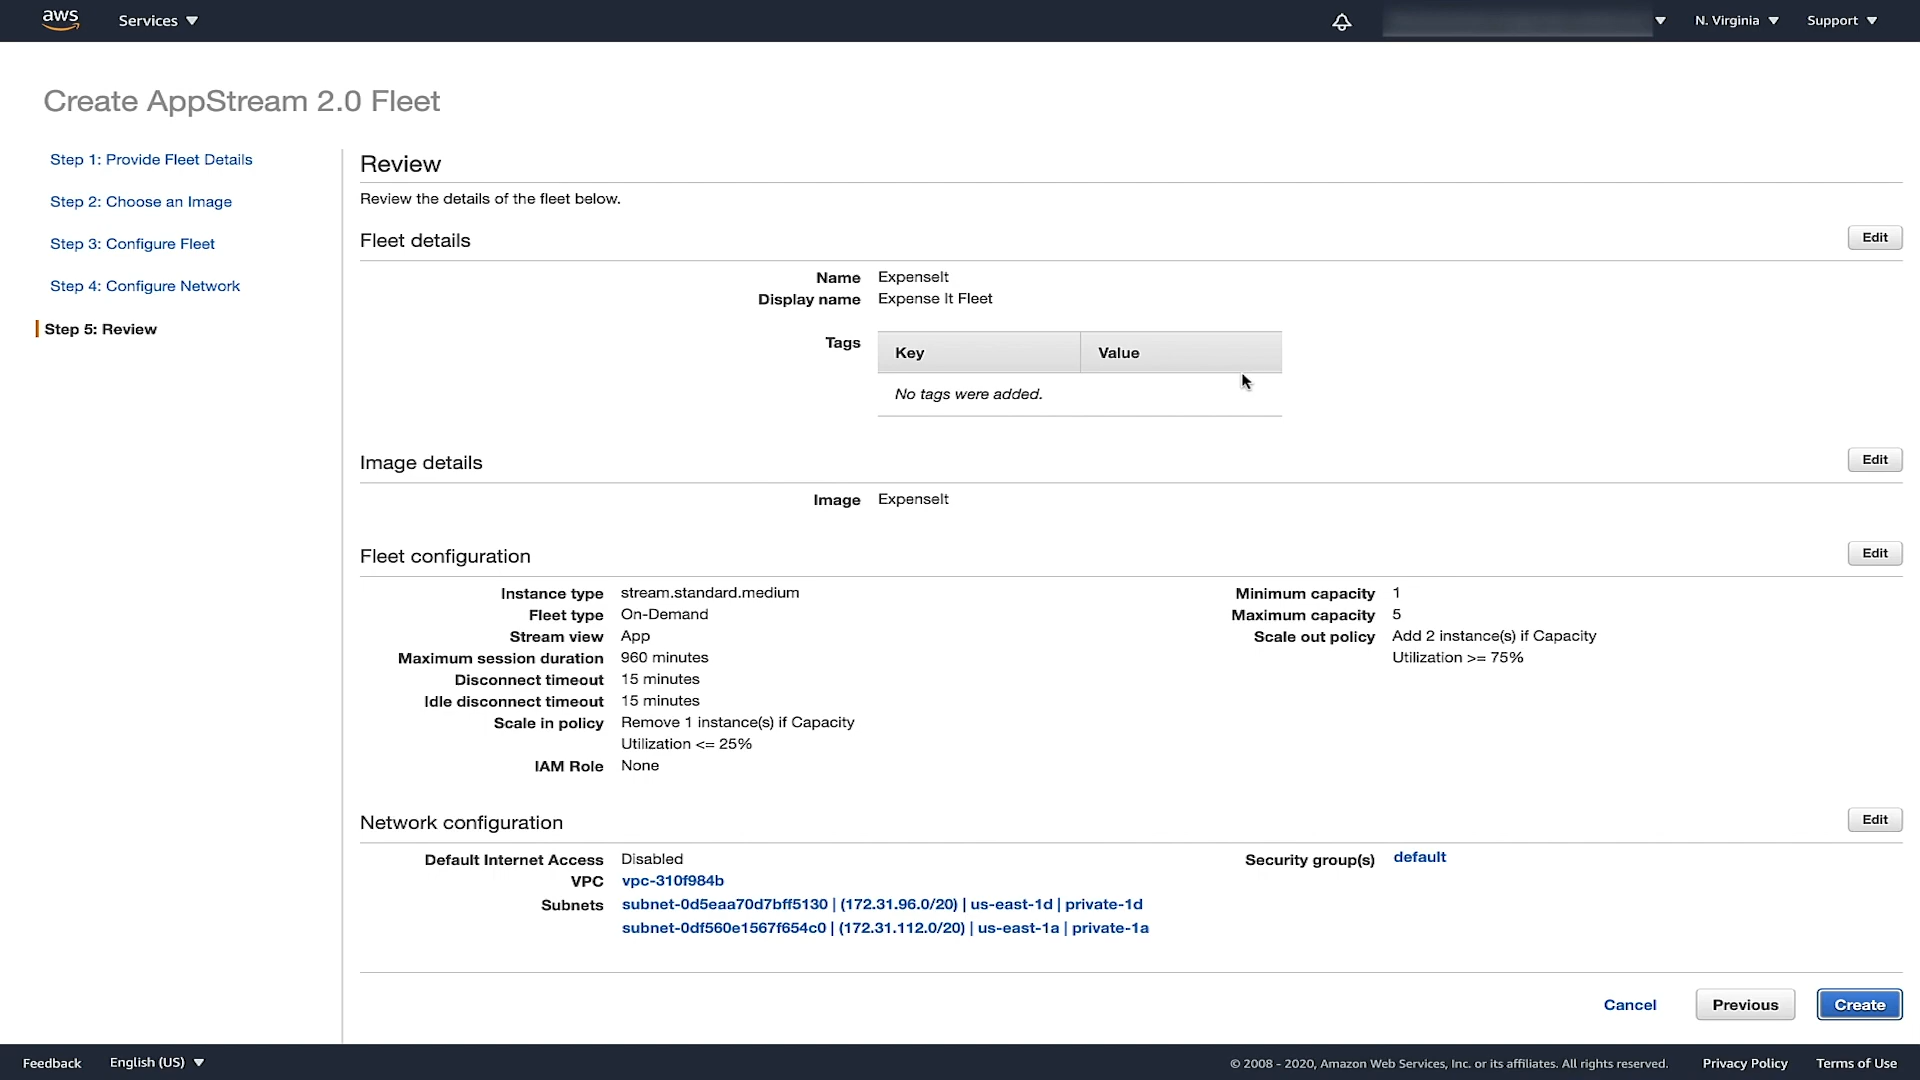 aws Services N. Virginia Support
Create AppStream 2.0 Fleet
Step 1: Provide Fleet Details
Step 2: Choose an Image
Step 3: Configure Fleet
Step 4: Configure Network
Step 5: Review
Review
Review the details of the fleet below.
Fleet details Edit
Name ExpenseIt
Display name Expense It Fleet
Tags Key Value
No tags were added.
Image details Edit
Image ExpenseIt
Fleet configuration Edit
Instance type stream.standard.medium
Fleet type On-Demand
Stream view App
Maximum session duration 960 minutes
Disconnect timeout 15 minutes
Idle disconnect timeout 15 minutes
Scale in policy Remove 1 instance(s) if Capacity
Utilization <= 25%
IAM Role None
Minimum capacity 1
Maximum capacity 5
Scale out policy Add 2 instance(s) if Capacity
Utilization >= 75%
Network configuration Edit
Default Internet Access Disabled
VPC vpc-310f984b
Subnets subnet-0d5eaa70d7bff5130 | (172.31.96.0/20) | us-east-1d | private-1d
subnet-0df560e1567f654c0 | (172.31.112.0/20) | us-east-1a | private-1a
Security group(s) default
Cancel Previous Create
Feedback English (US) © 2008 - 2020, Amazon Web Services, Inc. or its affiliates. All rights reserved. Privacy Policy Terms of Use